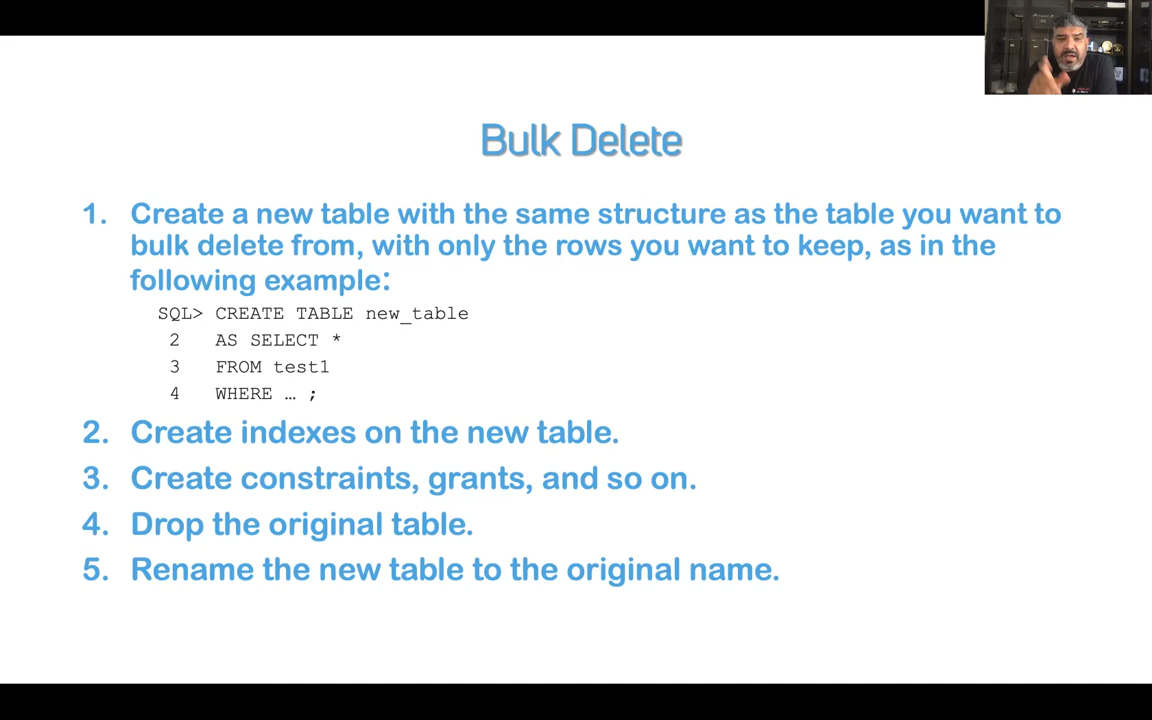 Bulk Delete
1. Create a new table with the same structure as the table you want to
bulk delete from, with only the rows you want to keep, as in the
following example:
SQL> CREATE TABLE new_table
2 AS SELECT *
3 FROM test1
4 WHERE … ;
2. Create indexes on the new table.
3. Create constraints, grants, and so on.
4. Drop the original table.
5. Rename the new table to the original name.